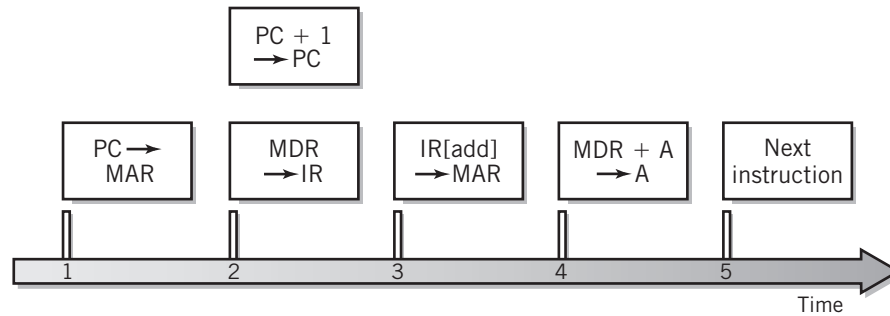 PC + 1
→ PC
PC →
MAR
MDR
→ IR
IR[add]
→ MAR
MDR + A
→ A
Next
instruction
1
2
3
4
5
Time